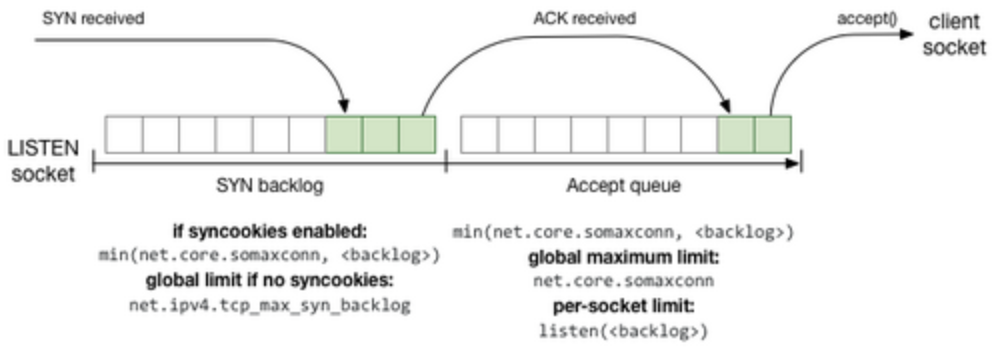 SYN received
ACK received
accept()
client
socket
LISTEN
socket
SYN backlog
Accept queue
if syncookies enabled:
min(net.core.somaxconn, <backlog>)
global limit if no syncookies:
net.ipv4.tcp_max_syn_backlog
min(net.core.somaxconn, <backlog>)
global maximum limit:
net.core.somaxconn
per-socket limit:
listen(<backlog>)